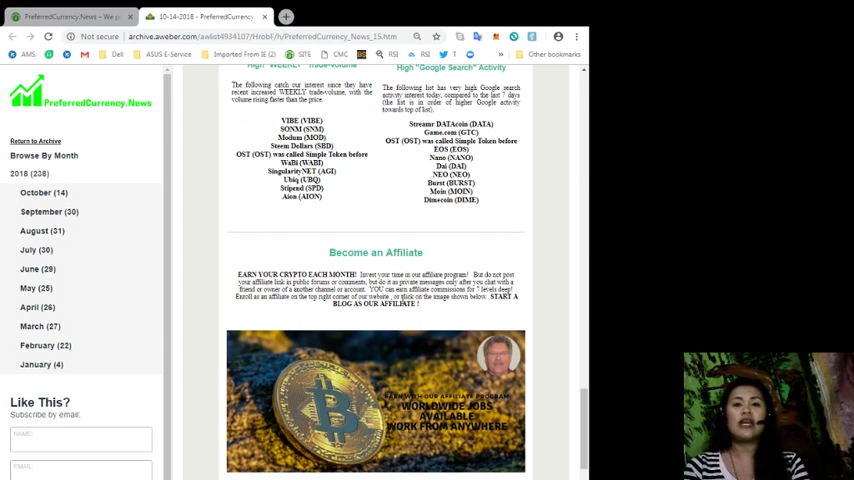 PreferredCurrency.News – We p
10-14-2018 - PreferredCurrency.
Not secure | archive.aweber.com/awlist4934107/HrobF/h/PreferredCurrency_News_15.htm
AMS
Dell
ASUS E-Service
Imported From IE (2)
SITE
CMC
RSI
RSI
T
Other bookmarks
PreferredCurrency.News
Return to Archive
Browse By Month
2018 (238)
October (14)
September (30)
August (31)
July (30)
June (29)
May (25)
April (26)
March (27)
February (22)
January (4)
Like This?
Subscribe by email:
NAME:
EMAIL
High "WEEKLY" Trade-Volume
The following catch our interest since they have
recent increased WEEKLY trade-volume, with the
volume rising faster than the price.
VIBE (VIBE)
SONM (SNM)
Modum (MOD)
Steem Dollars (SBD)
OST (OST) was called Simple Token before
WaBi (WABI)
SingularityNET (AGI)
Ubiq (UBQ)
Stipend (SPD)
Aion (AION)
High "Google Search" Activity
The following list has very high Google search
activity interest today, compared to the last 7 days
(the list is in order of higher Google activity
towards top of list).
Streamr DATAcoin (DATA)
Game.com (GTC)
OST (OST) was called Simple Token before
EOS (EOS)
Nano (NANO)
Dai (DAI)
NEO (NEO)
Burst (BURST)
Moin (MOIN)
Dimecoin (DIME)
Become an Affiliate
EARN YOUR CRYPTO EACH MONTH! Invert your time in our affiliate program! But do not post
your affiliate link in public forums or comments, but do it as private messages only after you chat with a
friend or owner of a another channel or account. YOU can earn affiliate commissions for 7 levels deep!
Enroll as an affiliate on the top right corner of our website , or click on the image shown below. START A
BLOG AS OUR AFFILIATE !
EARN WITH OUR AFFILIATE PROGRAM
WORLDWIDE JOBS
AVAILABLE
WORK FROM ANYWHERE